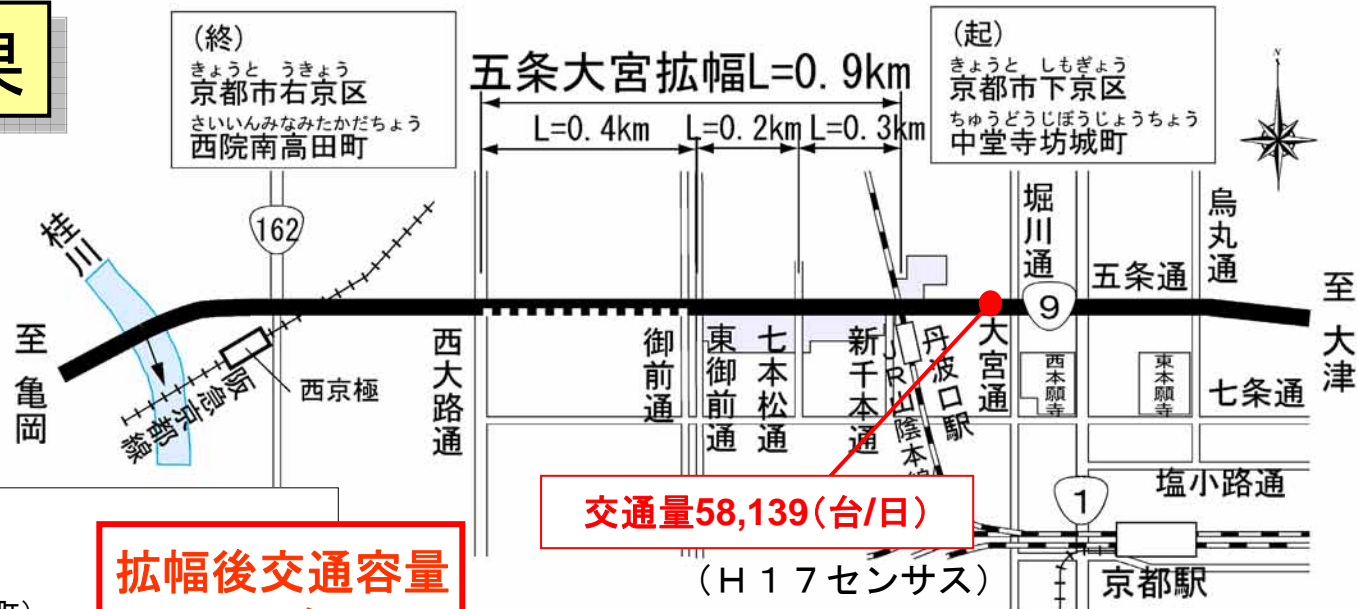 果
(終)
きょうと うきょう
京都市右京区
さいいんみなみたかだちょう
西院南高田町
五条大宮拡幅L=0.9km
L=0.4km
L=0.2km
L=0.3km
(起)
きょうと しもぎょう
京都市下京区
ちゅうどうじぼうじょうちょう
中堂寺坊城町
N
桂川
162
至亀岡
阪急京都線
西京極
西大路通
御前通
東御前通
七本松通
新千本通
JR山陰本線
丹波口駅
大宮通
堀川通
9
五条通
烏丸通
至大津
西本願寺
東本願寺
七条通
塩小路通
1
京都駅
交通量58,139(台/日)
(H17センサス)
拡幅後交通容量
町)